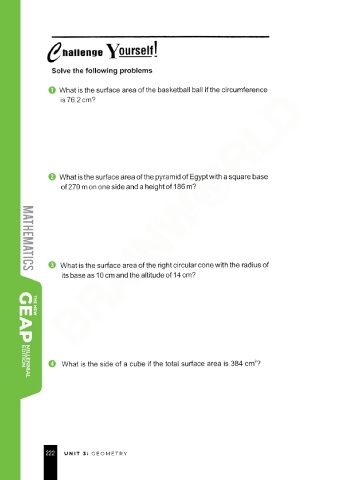 Challenge Yourself!
Solve the following problems
1 What is the surface area of the basketball ball if the circumference
is 76.2 cm?
2 What is the surface area of the pyramid of Egypt with a square base
of 270 m on one side and a height of 186 m?
3 What is the surface area of the right circular cone with the radius of
its base as 10 cm and the altitude of 14 cm?
4 What is the side of a cube if the total surface area is 384 cm²?
MATHEMATICS
THE NEW
GEAP
MILLENNIAL
EDITION
222 UNIT 3: GEOMETRY